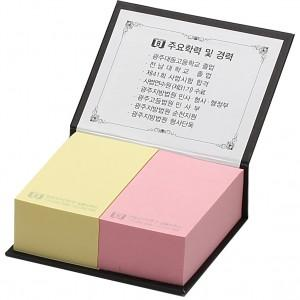 주요학력 및 경력
· 광주대동고등학교 졸업
· 전 남 대 학 교 졸 업
· 제41회 사법시험 합격
· 사법연수원(제31기) 수료
· 광주지방법원 민사·형사·행정부
· 광주고등법원 민 사 부
· 광주지방법원 순천지원
· 광주지방법원 형사단독